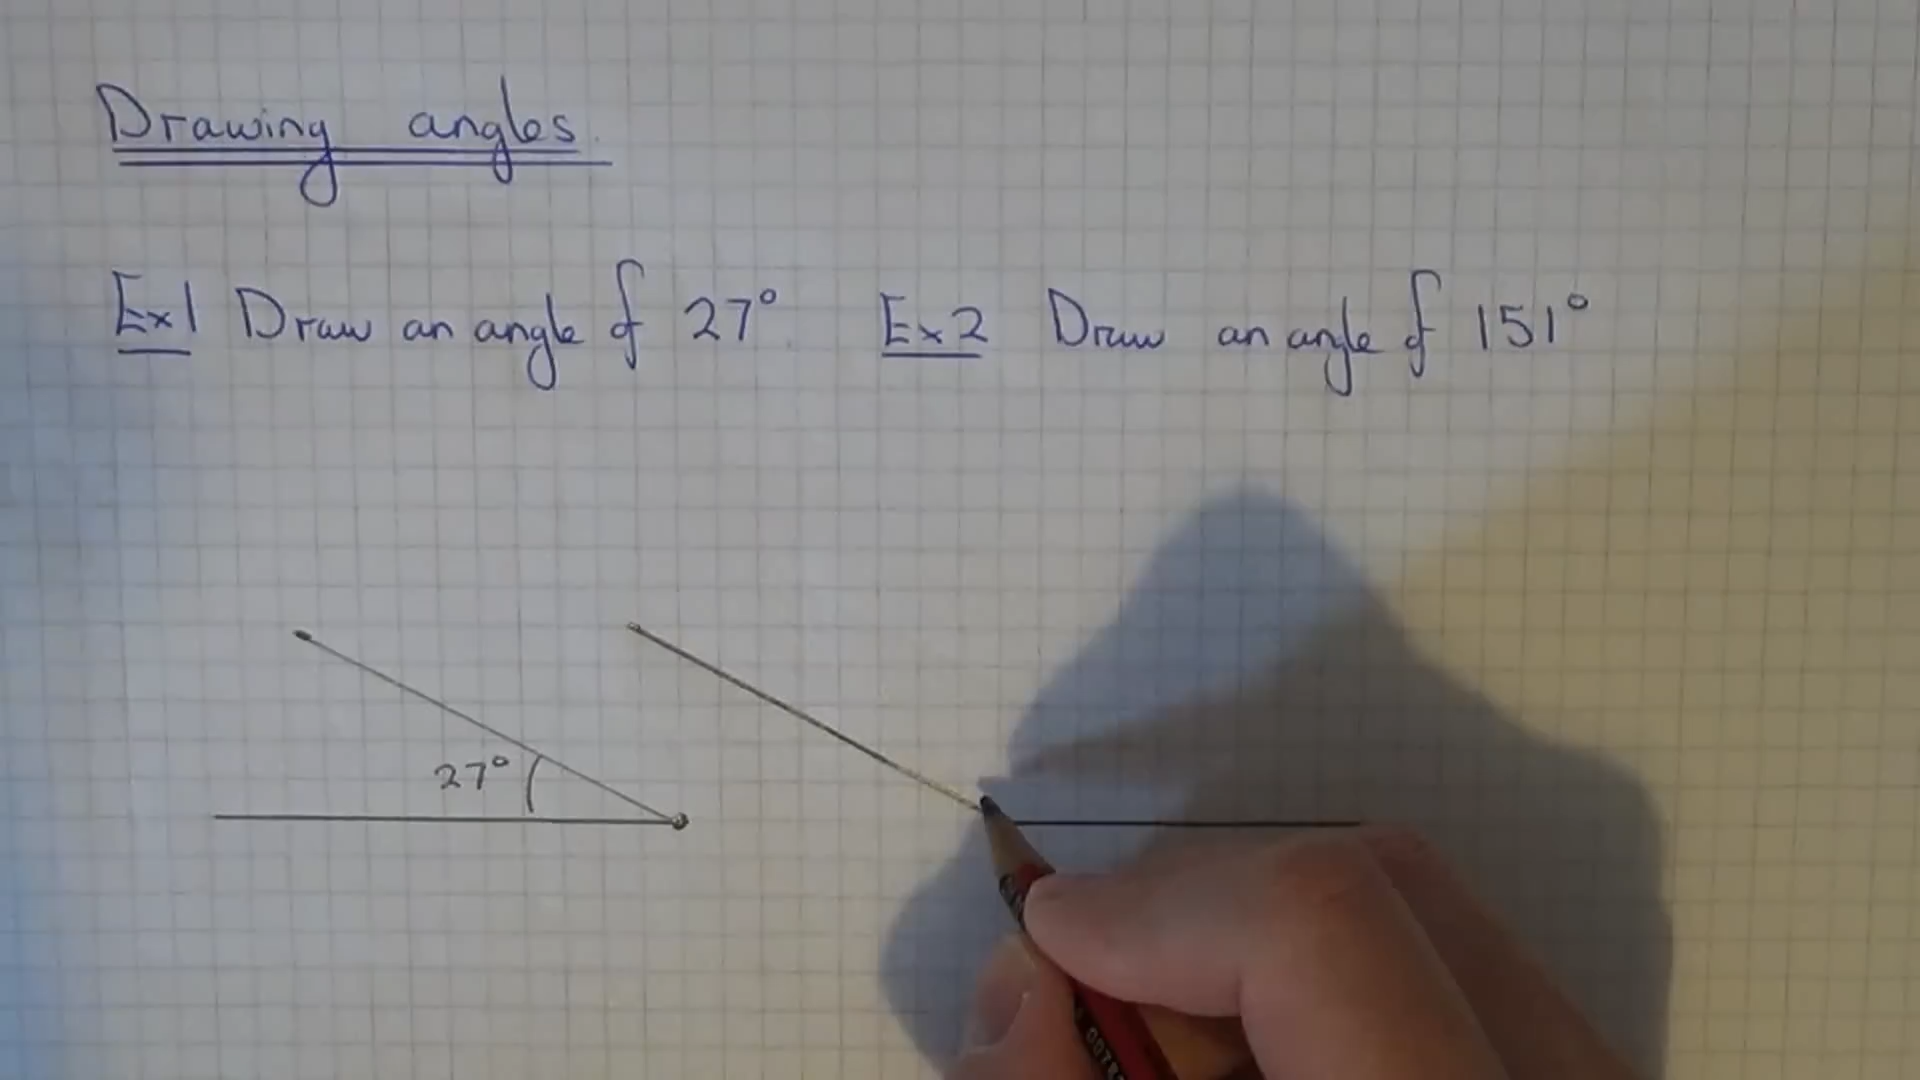 Drawing angles.
Ex1 Draw an angle of 27°. Ex2 Draw an angle of 151°
27°